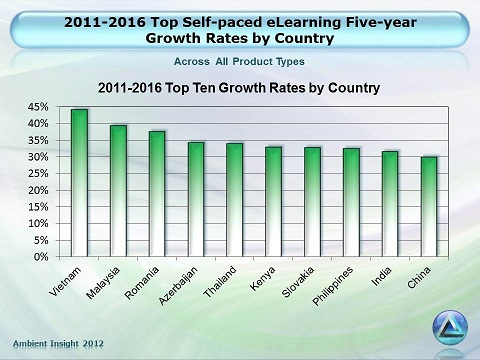 2011-2016 Top Self-paced eLearning Five-year
Growth Rates by Country
Across All Product Types
2011-2016 Top Ten Growth Rates by Country
45%
40%
35%
30%
25%
20%
15%
10%
5%
0%
Vietnam
Malaysia
Romania
Azerbaijan
Thailand
Kenya
Slovakia
Philippines
India
China
Ambient Insight 2012